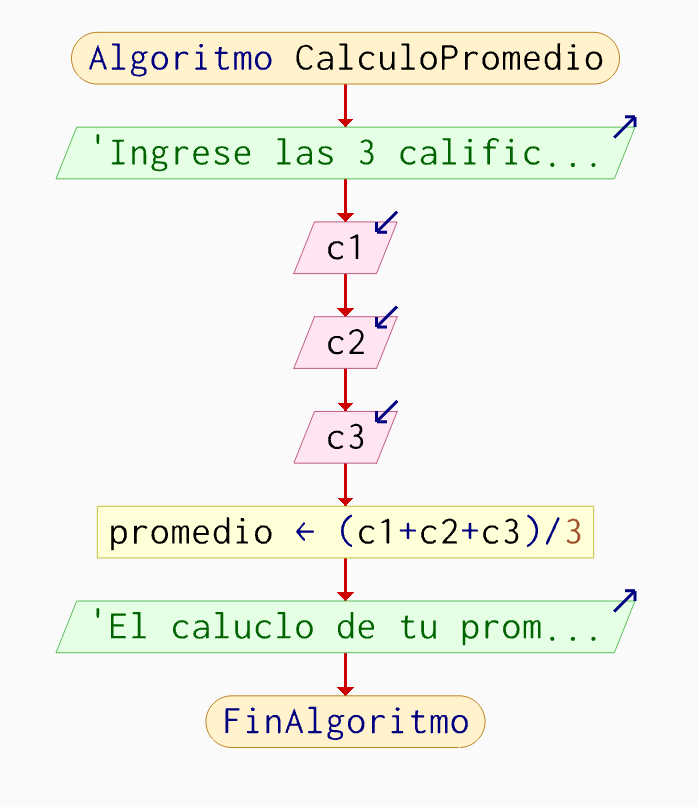 Algoritmo CalculoPromedio
'Ingrese las 3 calific...
c1
c2
c3
promedio ← (c1+c2+c3)/3
'El caluclo de tu prom...
FinAlgoritmo